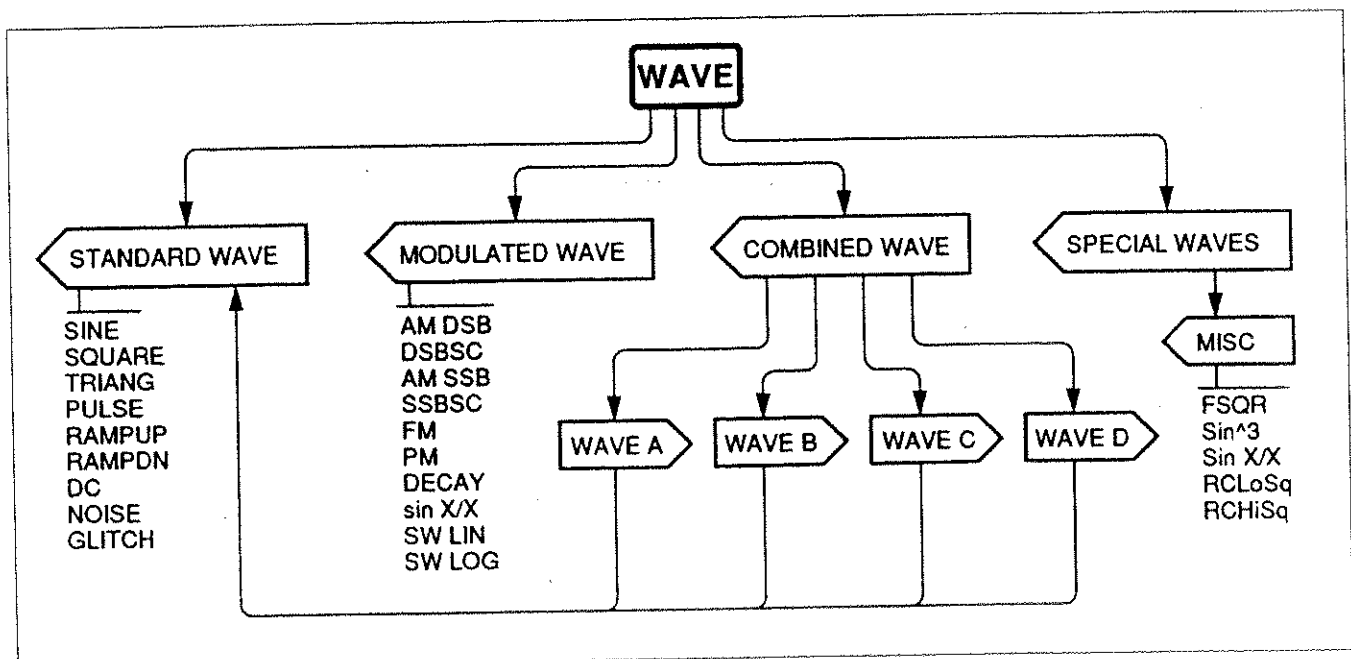 WAVE
STANDARD WAVE
SINE
SQUARE
TRIANG
PULSE
RAMPUP
RAMPDN
DC
NOISE
GLITCH
MODULATED WAVE
AM DSB
DSBSC
AM SSB
SSBSC
FM
PM
DECAY
sin X/X
SW LIN
SW LOG
COMBINED WAVE
WAVE A
WAVE B
WAVE C
WAVE D
SPECIAL WAVES
MISC
FSQR
Sin^3
Sin X/X
RCLoSq
RCHiSq